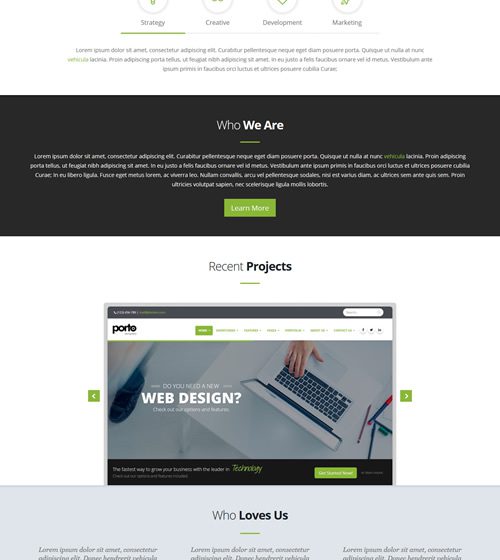 Strategy Creative Development Marketing
Lorem ipsum dolor sit amet, consectetur adipiscing elit. Curabitur pellentesque neque eget diam posuere porta. Quisque ut nulla at nunc
vehicula lacinia. Proin adipiscing porta tellus, ut feugiat nibh adipiscing sit amet. In eu justo a felis faucibus ornare vel id metus. Vestibulum ante
ipsum primis in faucibus orci luctus et ultrices posuere cubilia Curae;
Who We Are
Lorem ipsum dolor sit amet, consectetur adipiscing elit. Curabitur pellentesque neque eget diam posuere porta. Quisque ut nulla at nunc vehicula lacinia. Proin adipiscing
porta tellus, ut feugiat nibh adipiscing sit amet. In eu justo a felis faucibus ornare vel id metus. Vestibulum ante ipsum primis in faucibus orci luctus et ultrices posuere cubilia
Curae; In eu libero ligula. Fusce eget metus lorem, ac viverra leo. Nullam convallis, arcu vel pellentesque sodales, nisi est varius diam, ac ultrices sem ante quis sem. Proin
ultricies volutpat sapien, nec scelerisque ligula mollis lobortis.
Learn More
Recent Projects
porto
HOME FEATURES PAGES PORTFOLIO ABOUT US CONTACT US
DO YOU NEED A NEW
WEB DESIGN?
Check out our options and features.
The fastest way to grow your business with the leader in Technology
Check out our options and features included.
Get Started Now!
Who Loves Us
Lorem ipsum dolor sit amet, consectetur Lorem ipsum dolor sit amet, consectetur Lorem ipsum dolor sit amet, consectetur
adipiscing elit. Donec hendrerit vehicula adipiscing elit. Donec hendrerit vehicula adipiscing elit. Donec hendrerit vehicula